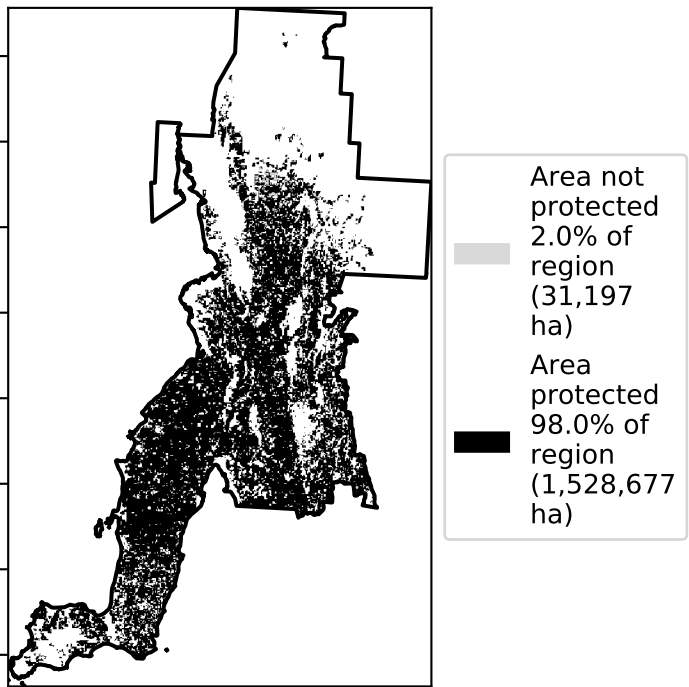 Area not
protected
2.0% of
region
(31,197
ha)
Area
protected
98.0% of
region
(1,528,677
ha)